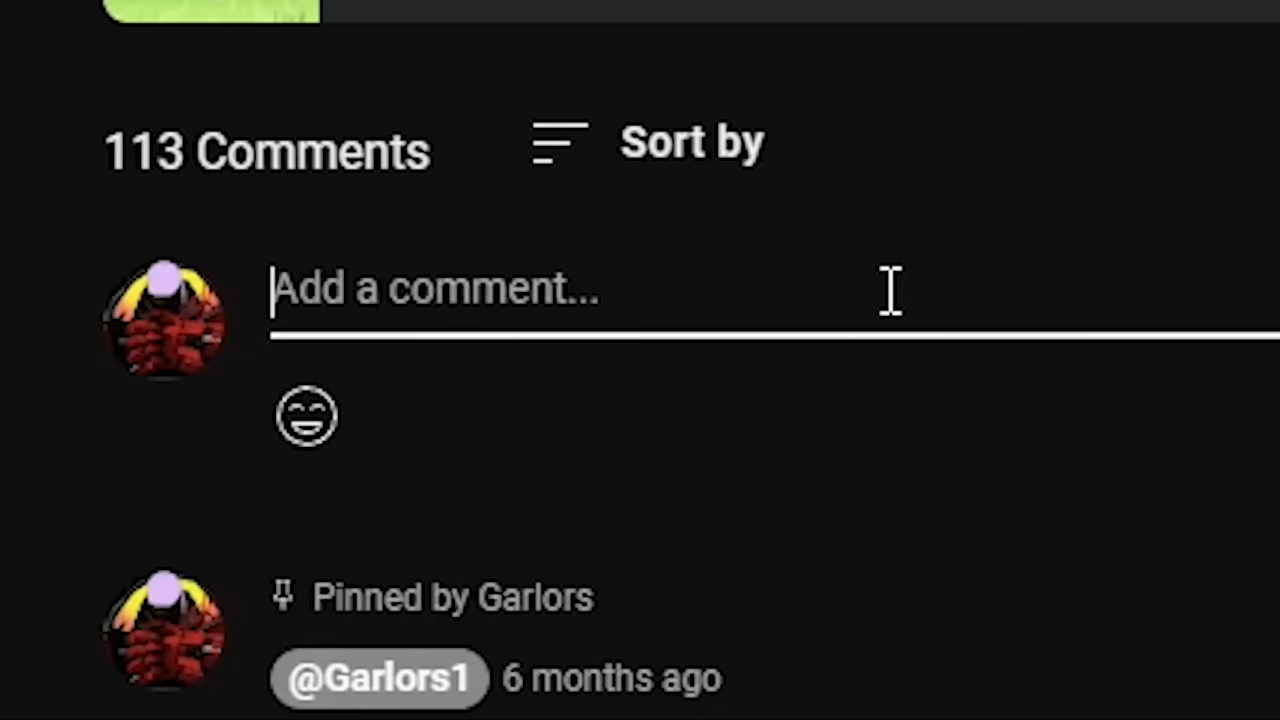 113 Comments
Sort by
Add a comment...
Pinned by Garlors
@Garlors1 6 months ago